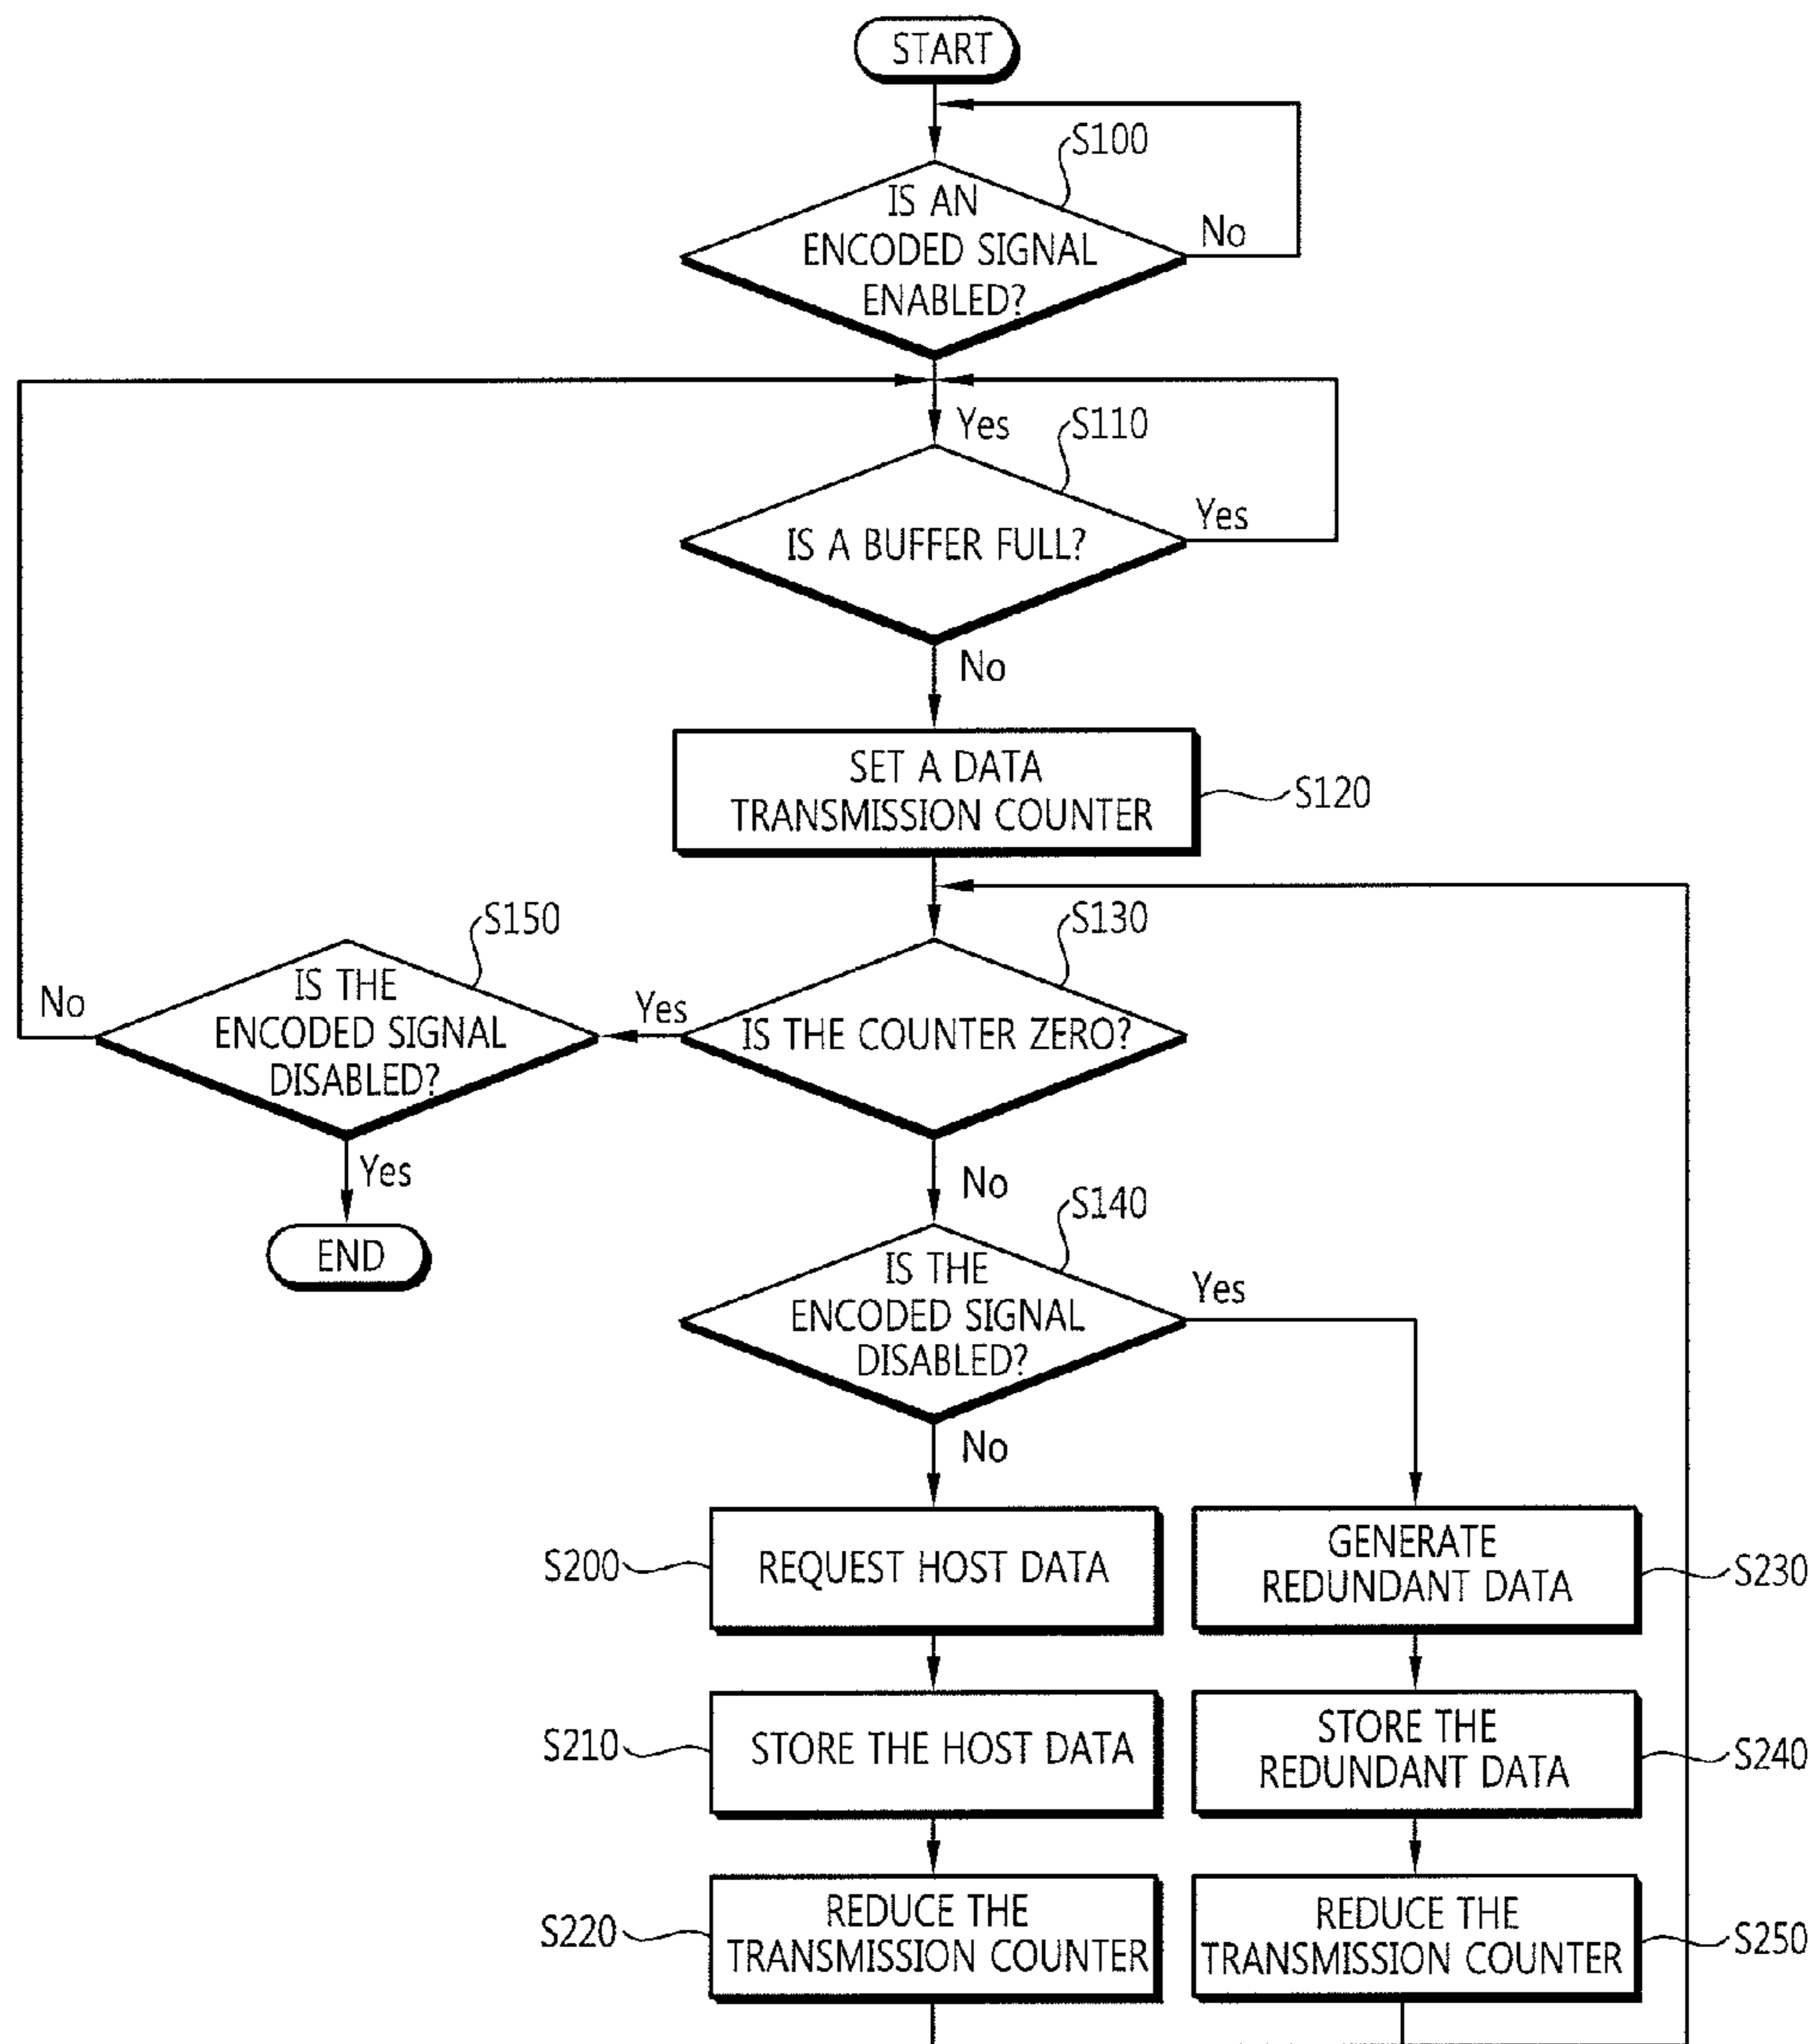 START
S100
IS AN
ENCODED SIGNAL
ENABLED?
No
Yes
S110
IS A BUFFER FULL?
Yes
No
SET A DATA
TRANSMISSION COUNTER
S120
S150
IS THE
ENCODED SIGNAL
DISABLED?
No
Yes
END
S130
IS THE COUNTER ZERO?
Yes
No
S140
IS THE
ENCODED SIGNAL
DISABLED?
Yes
No
S200
REQUEST HOST DATA
GENERATE
REDUNDANT DATA
S230
S210
STORE THE HOST DATA
STORE THE
REDUNDANT DATA
S240
S220
REDUCE THE
TRANSMISSION COUNTER
REDUCE THE
TRANSMISSION COUNTER
S250